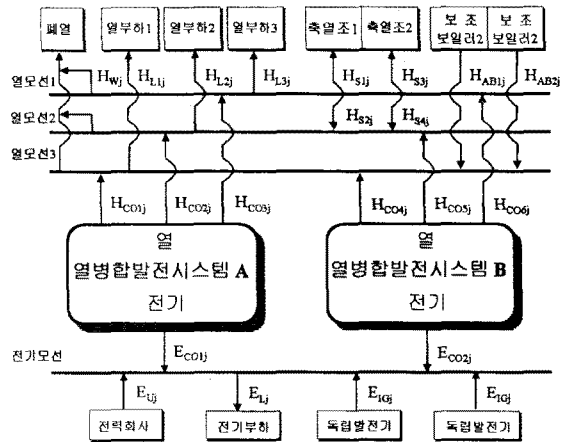 폐열
열부하1
열부하2
열부하3
축열조1
축열조2
보 조
보일러2
보 조
보일러2
H_Wj
H_L1j
H_L2j
H_L3j
H_S1j
H_S3j
H_AB1j
H_AB2j
열모선1
열모선2
H_S2j
H_S4j
열모선3
H_CO1j
H_CO2j
H_CO3j
H_CO4j
H_CO5j
H_CO6j
열
열병합발전시스템 A
전기
열
열병합발전시스템 B
전기
전기모선
E_CO1j
E_CO2j
E_Uj
E_Lj
E_IGj
E_IGj
전력회사
전기부하
독립발전기
독립발전기